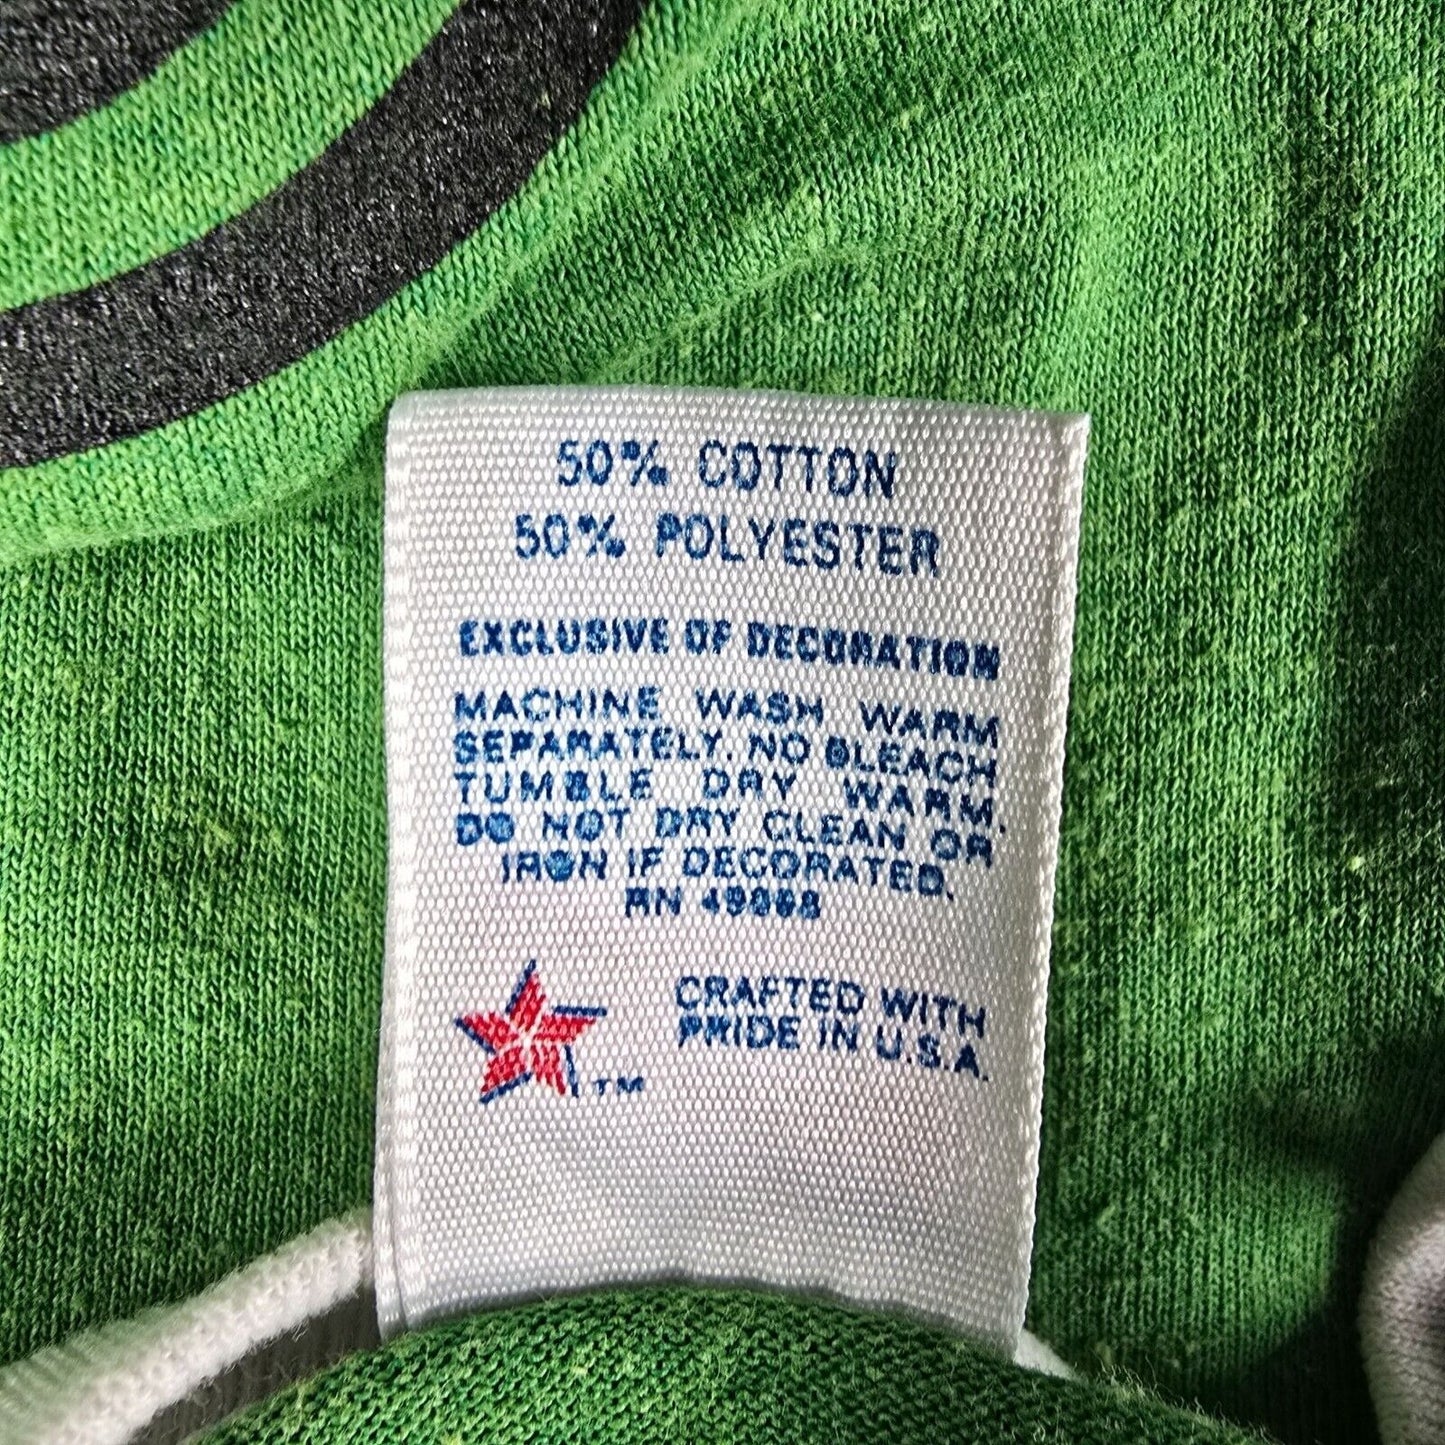 50% COTTON
50% POLYESTER
EXCLUSIVE OF DECORATION
MACHINE WASH WARM
SEPARATELY. NO BLEACH
TUMBLE DRY WARM.
DO NOT DRY CLEAN OR
IRON IF DECORATED.
RN
CRAFTED WITH
PRIDE IN U.S.A.
TM